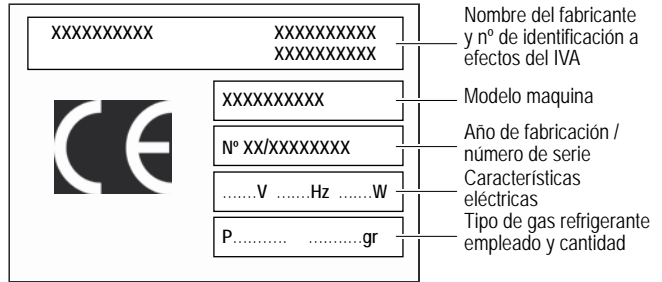 XXXXXXXXXX XXXXXXXXXX
XXXXXXXXXX
Nombre del fabricante
y nº de identificación a
efectos del IVA
CE
XXXXXXXXXX
Modelo maquina
Nº XX/XXXXXXXX
Año de fabricación /
número de serie
.......V .......Hz .......W
Características
eléctricas
P........... ...........gr
Tipo de gas refrigerante
empleado y cantidad